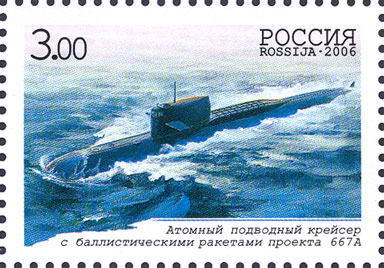 3.00
РОССИЯ
ROSSIJA · 2006
Атомный подводный крейсер
с баллистическими ракетами проекта 667А